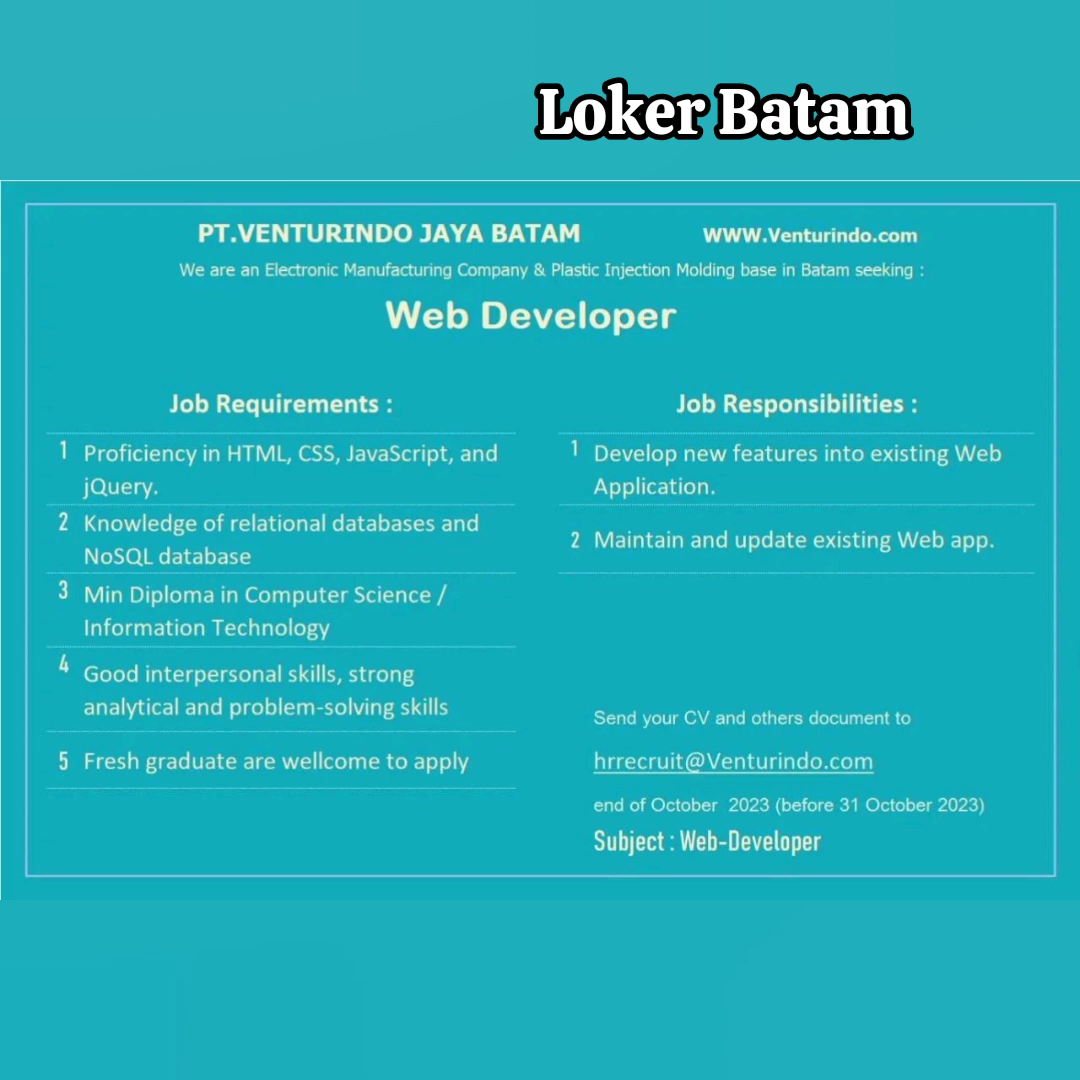 Loker Batam
PT.VENTURINDO JAYA BATAM
WWW.Venturindo.com
We are an Electronic Manufacturing Company & Plastic Injection Molding base in Batam seeking :
Web Developer
Job Requirements :
1 Proficiency in HTML, CSS, JavaScript, and
jQuery.
2 Knowledge of relational databases and
NoSQL database
3 Min Diploma in Computer Science /
Information Technology
4 Good interpersonal skills, strong
analytical and problem-solving skills
5 Fresh graduate are wellcome to apply
Job Responsibilities :
1 Develop new features into existing Web
Application.
2 Maintain and update existing Web app.
Send your CV and others document to
hrrecruit@Venturindo.com
end of October 2023 (before 31 October 2023)
Subject : Web-Developer